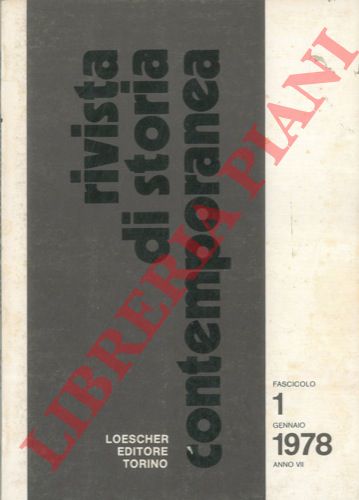 rivista
di storia
contemporanea
LOESCHER
EDITORE
TORINO
FASCICOLO
1
GENNAIO
1978
ANNO VII
LIBRERIA PIANI